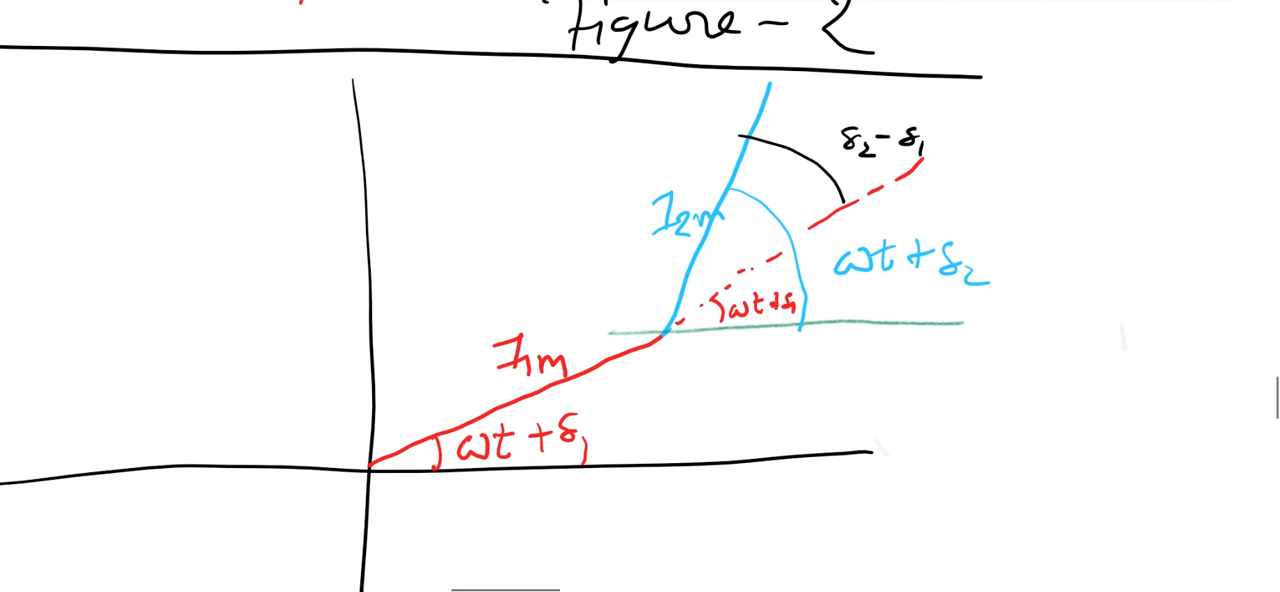 figure - 2
δ₂ - δ₁
I₂m
ωt + δ₂
ωt + δ₁
I₁m
ωt + δ₁